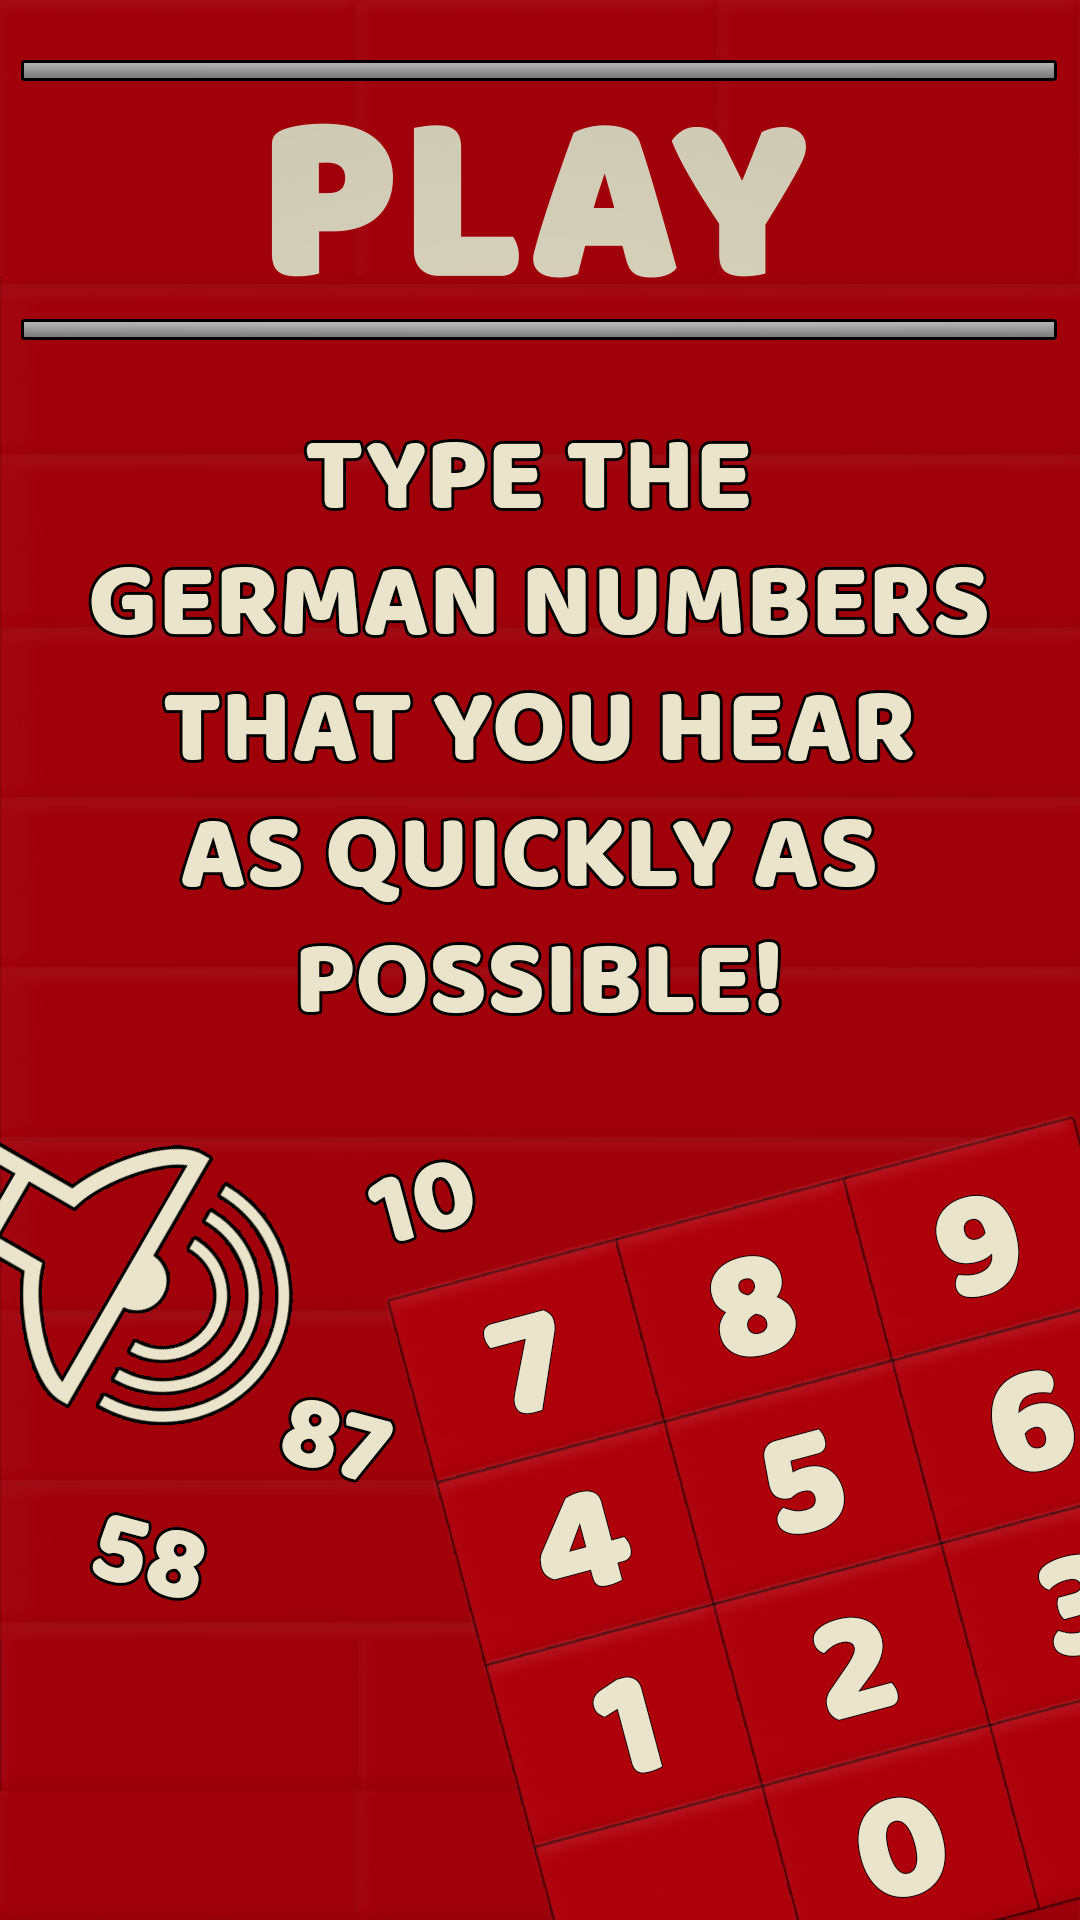 PLAY
TYPE THE
GERMAN NUMBERS
THAT YOU HEAR
AS QUICKLY AS
POSSIBLE!
10
87
58
7 8 9
4 5 6
1 2 3
0